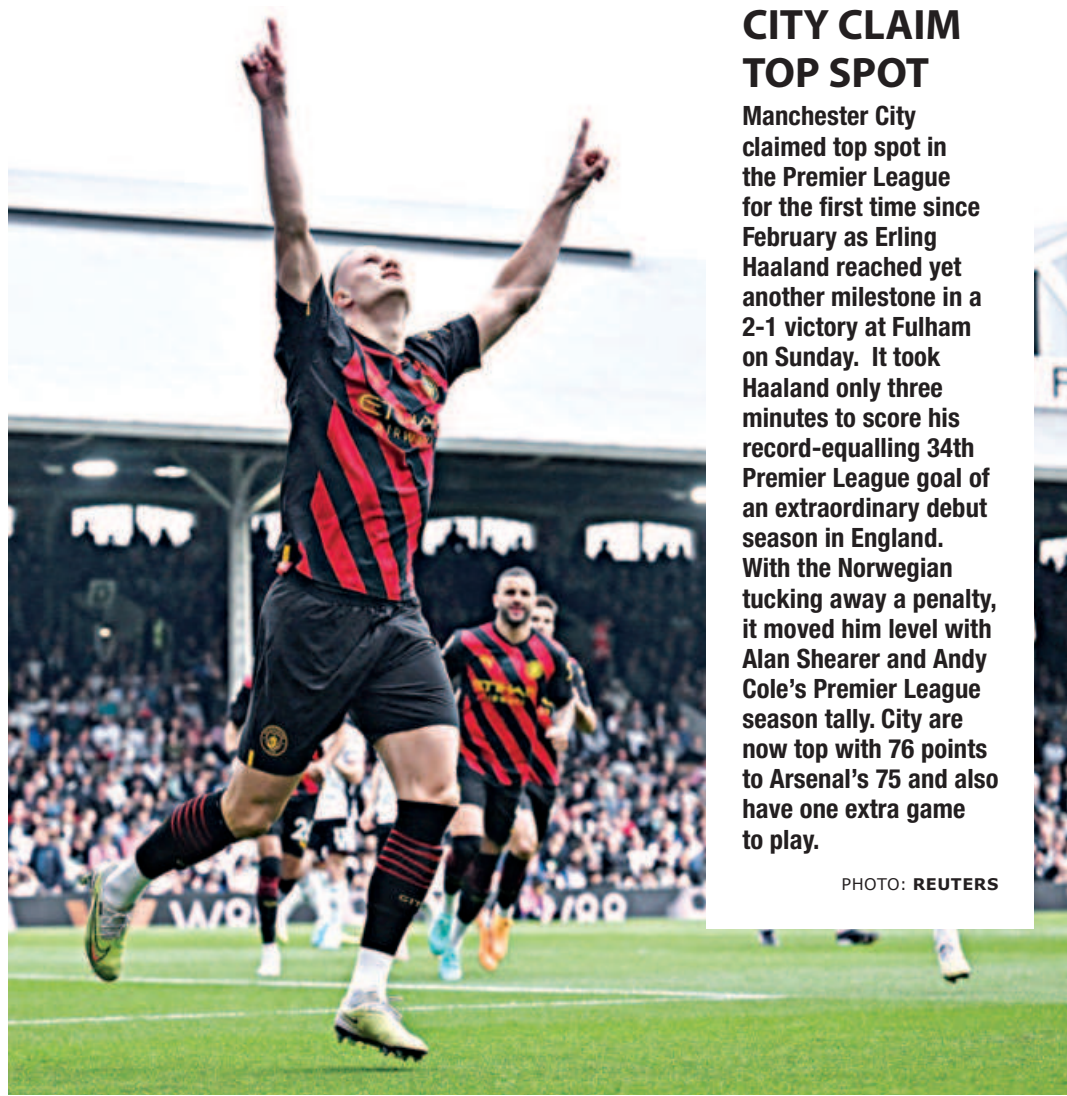 CITY CLAIM
TOP SPOT
Manchester City
claimed top spot in
the Premier League
for the first time since
February as Erling
Haaland reached yet
another milestone in a
2-1 victory at Fulham
on Sunday.  It took
Haaland only three
minutes to score his
record-equalling 34th
Premier League goal of
an extraordinary debut
season in England.
With the Norwegian
tucking away a penalty,
it moved him level with
Alan Shearer and Andy
Cole’s Premier League
season tally. City are
now top with 76 points
to Arsenal’s 75 and also
have one extra game
to play.
PHOTO: REUTERS